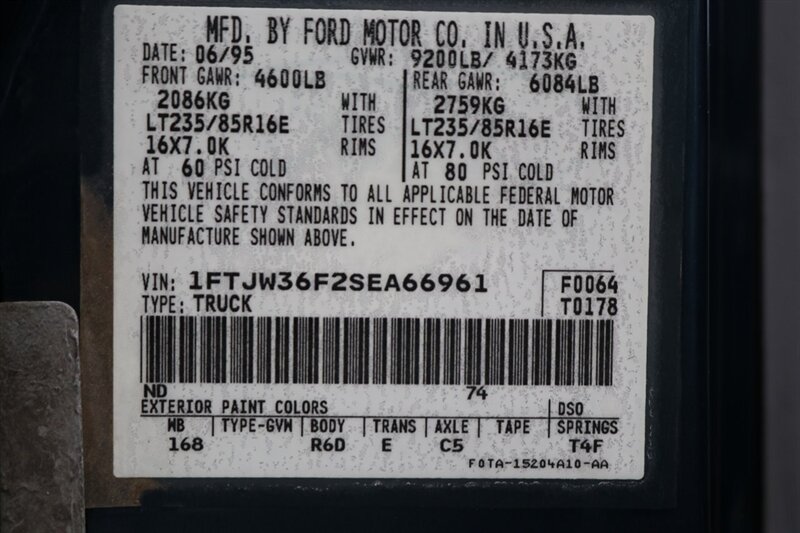 MFD. BY FORD MOTOR CO. IN U.S.A.
DATE: 06/95 GVWR: 9200LB/ 4173KG
FRONT GAWR: 4600LB REAR GAWR: 6084LB
2086KG WITH 2759KG WITH
LT235/85R16E TIRES LT235/85R16E TIRES
16X7.0K RIMS 16X7.0K RIMS
AT 60 PSI COLD AT 80 PSI COLD
THIS VEHICLE CONFORMS TO ALL APPLICABLE FEDERAL MOTOR
VEHICLE SAFETY STANDARDS IN EFFECT ON THE DATE OF
MANUFACTURE SHOWN ABOVE.
VIN: 1FTJW36F2SEA66961 F0064
TYPE: TRUCK T0178
ND 74
EXTERIOR PAINT COLORS DSO
WB TYPE-GVW BODY TRANS AXLE TAPE SPRINGS
168 R6D E C5 T4F
F0TA-15204A10-AA